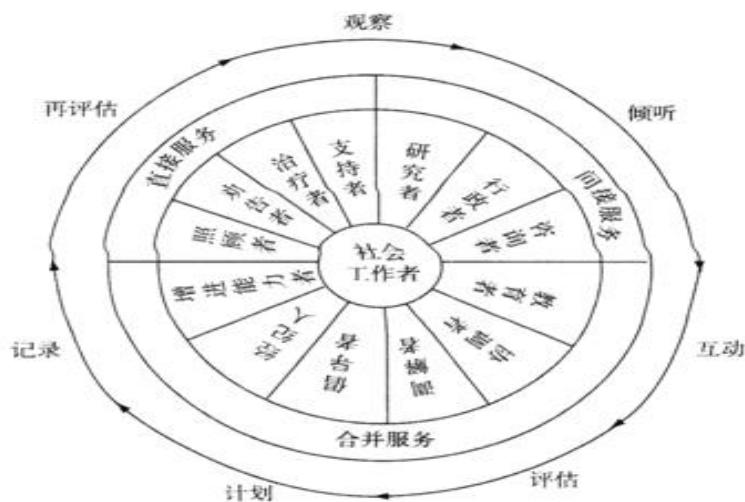 观察
倾听
互动
评估
计划
记录
再评估
直接服务
间接服务
合并服务
支持者
研究者
行政者
咨询者
教育者
协调者
调解者
倡导者
经纪人
增进能力者
照顾者
劝告者
治疗者
社会
工作者